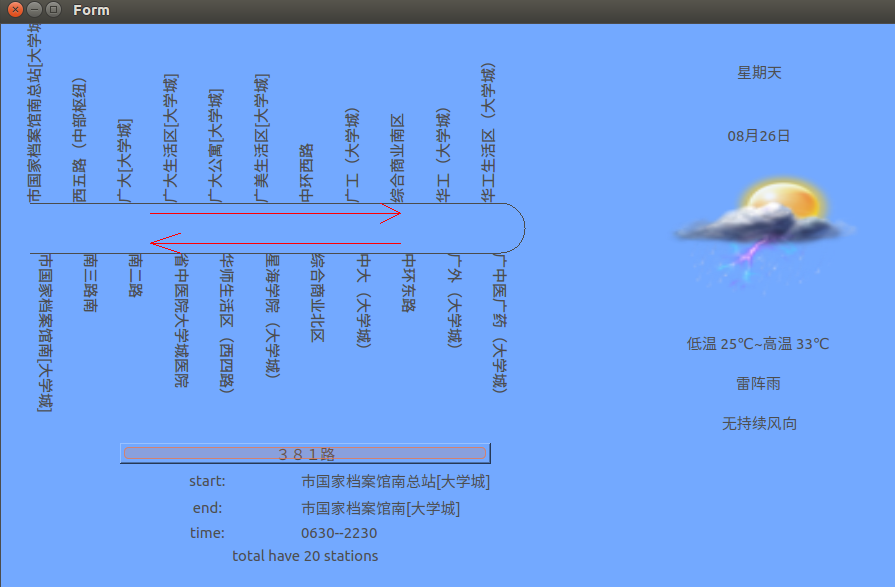 Form
市国家档案馆南总站[大学城
西五路（中部枢纽）
广大[大学城]
广大生活区[大学城]
广大公寓[大学城]
广美生活区[大学城]
中环西路
广工（大学城）
综合商业南区
华工（大学城）
华工生活区（大学城）
市国家档案馆南[大学城]
南三路南
南二路
省中医院大学城医院
华师生活区（西四路）
星海学院（大学城）
综合商业北区
中大（大学城）
中环东路
广外（大学城）
广中医广药（大学城）
星期天
08月26日
低温 25℃~高温 33℃
雷阵雨
无持续风向
３８１路
start: 市国家档案馆南总站[大学城]
end: 市国家档案馆南[大学城]
time: 0630--2230
total have 20 stations